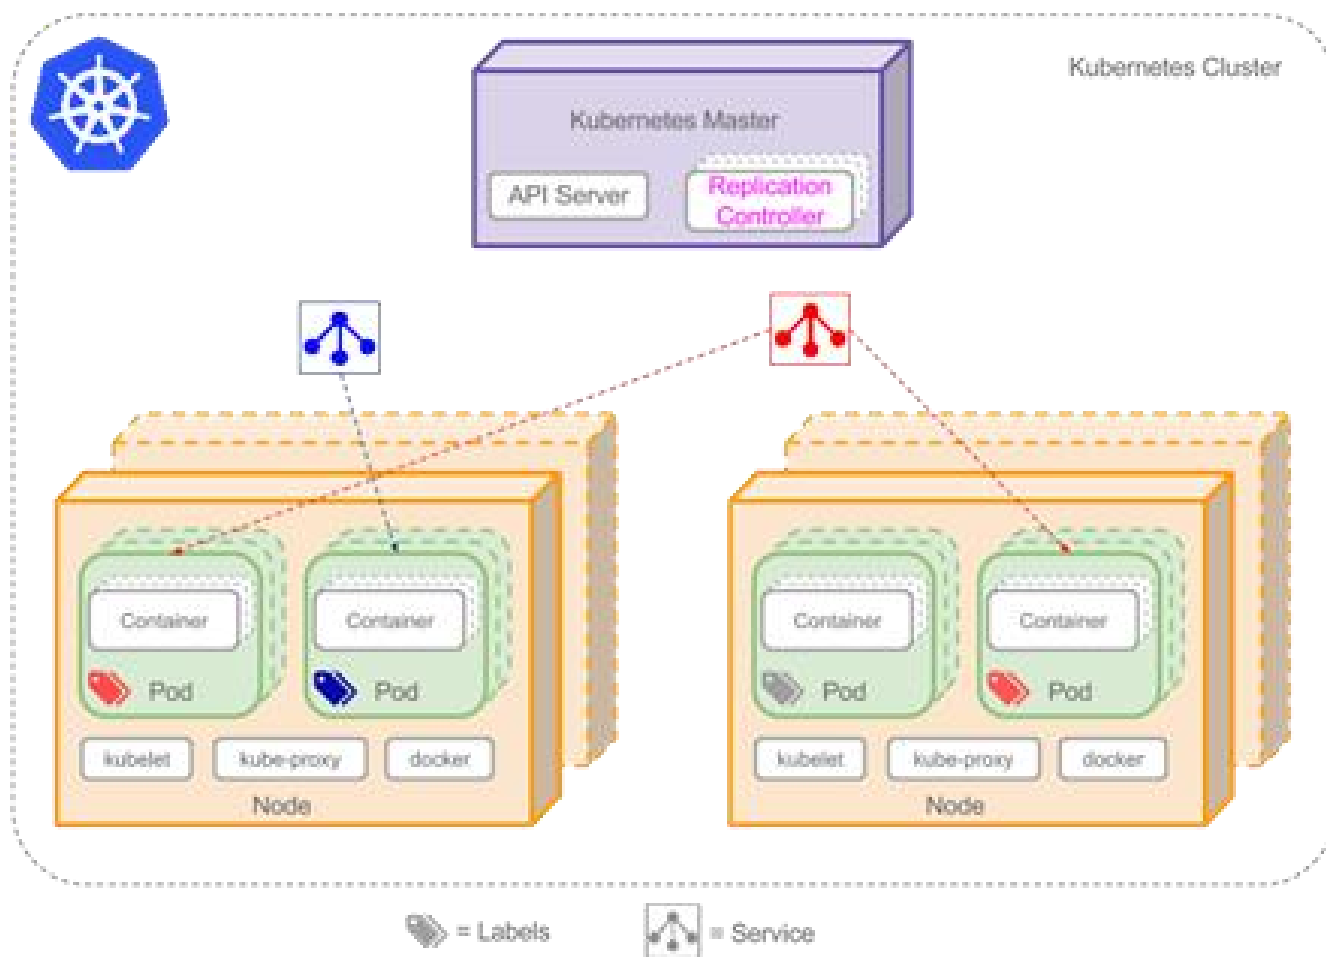 Kubernetes Cluster
Kubernetes Master
API Server
Replication
Controller
Container
Container
Container
Container
Pod
Pod
Pod
Pod
kubelet
kube-proxy
docker
kubelet
kube-proxy
docker
Node
Node
= Labels
= Service